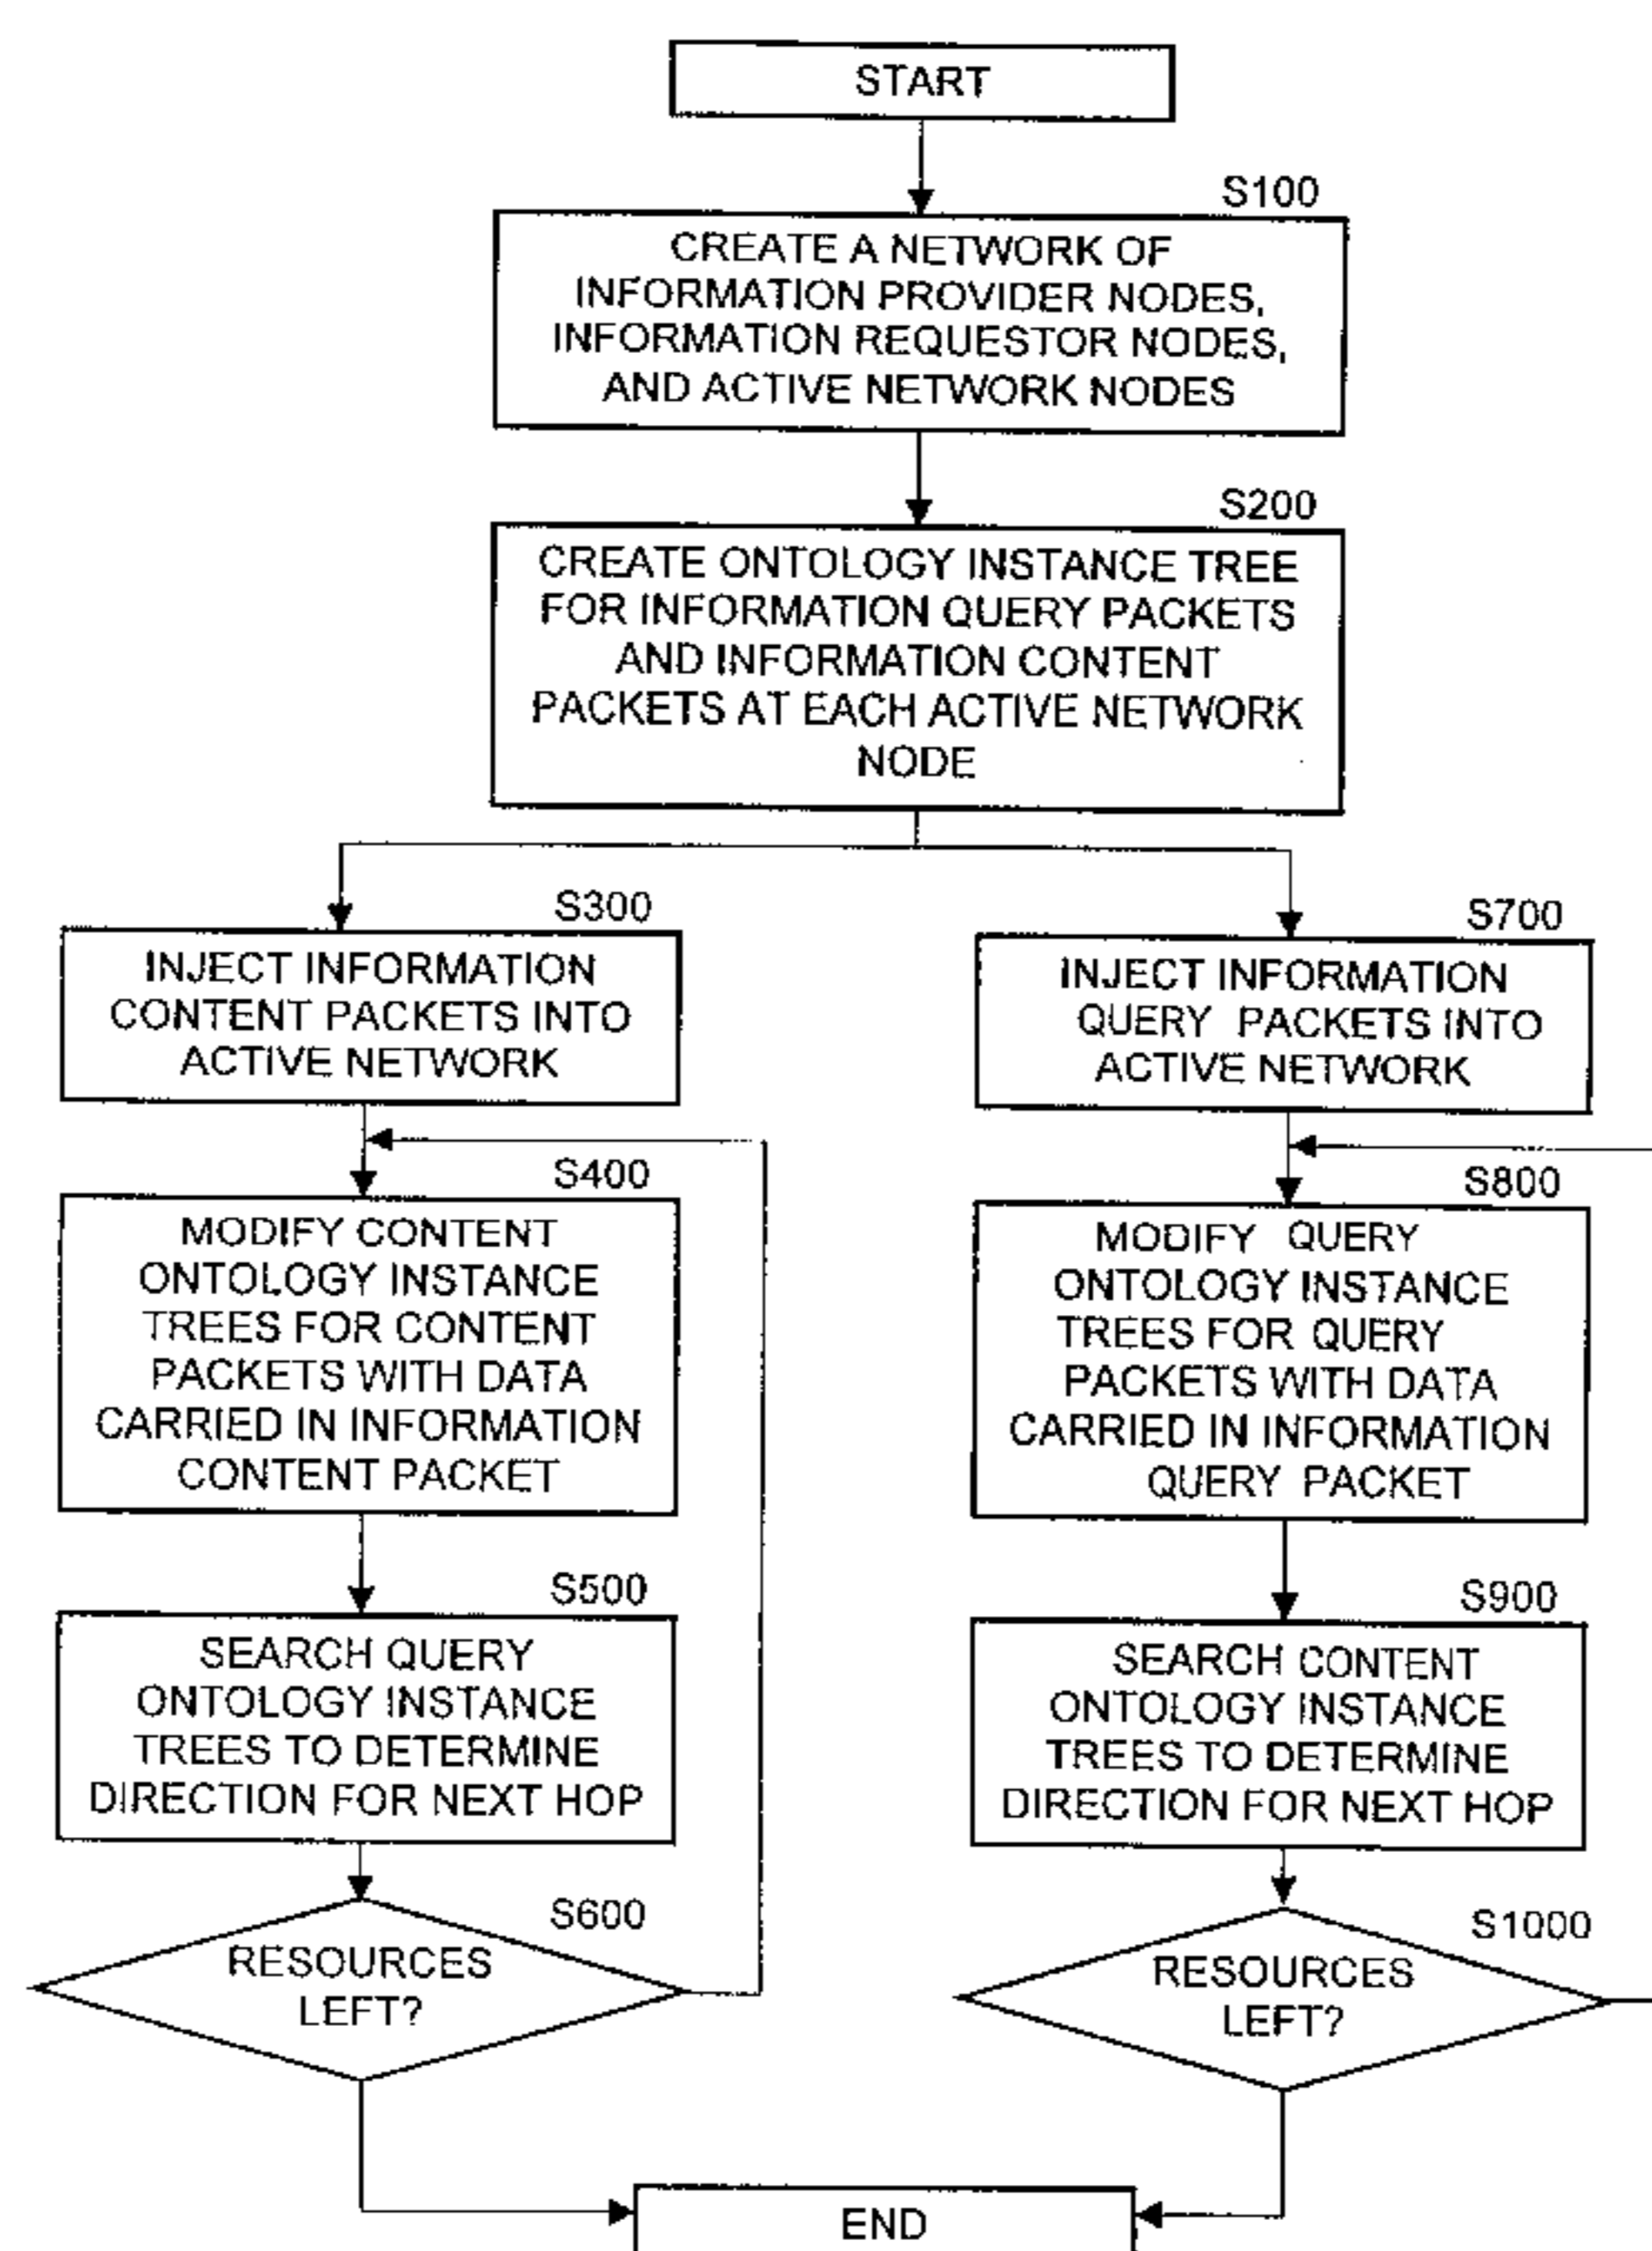 START
S100
CREATE A NETWORK OF
INFORMATION PROVIDER NODES,
INFORMATION REQUESTOR NODES,
AND ACTIVE NETWORK NODES
S200
CREATE ONTOLOGY INSTANCE TREE
FOR INFORMATION QUERY PACKETS
AND INFORMATION CONTENT
PACKETS AT EACH ACTIVE NETWORK
NODE
S300
INJECT INFORMATION
CONTENT PACKETS INTO
ACTIVE NETWORK
S400
MODIFY CONTENT
ONTOLOGY INSTANCE
TREES FOR CONTENT
PACKETS WITH DATA
CARRIED IN INFORMATION
CONTENT PACKET
S500
SEARCH QUERY
ONTOLOGY INSTANCE
TREES TO DETERMINE
DIRECTION FOR NEXT HOP
S600
RESOURCES
LEFT?
S700
INJECT INFORMATION
QUERY PACKETS INTO
ACTIVE NETWORK
S800
MODIFY QUERY
ONTOLOGY INSTANCE
TREES FOR QUERY
PACKETS WITH DATA
CARRIED IN INFORMATION
QUERY PACKET
S900
SEARCH CONTENT
ONTOLOGY INSTANCE
TREES TO DETERMINE
DIRECTION FOR NEXT HOP
S1000
RESOURCES
LEFT?
END